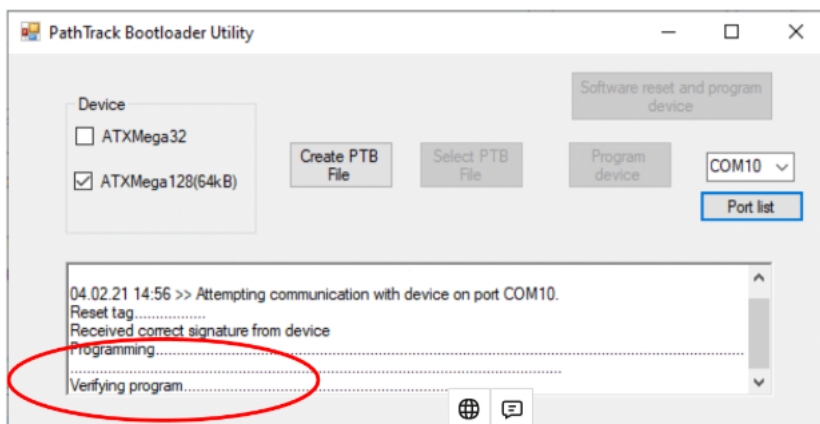 PathTrack Bootloader Utility
Software reset and program
device
Device
ATXMega32
ATXMega128(64kB)
Create PTB
File
Select PTB
File
Program
device
COM10
Port list
04.02.21 14:56 >> Attempting communication with device on port COM10.
Reset tag.................
Received correct signature from device
Programming....................................................................................................................................................
............................................................................................................................
Verifying program.................................................................